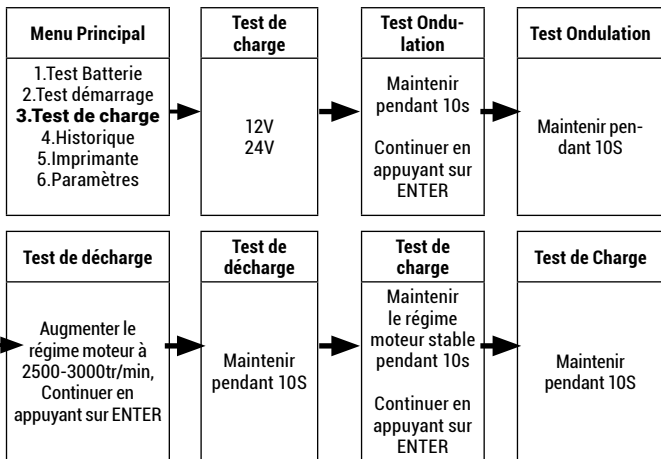 Menu Principal
1.Test Batterie
2.Test démarrage
3.Test de charge
4.Historique
5.Imprimante
6.Paramètres
Test de
charge
12V
24V
Test Ondu-
lation
Maintenir
pendant 10s
Continuer en
appuyant sur
ENTER
Test Ondulation
Maintenir pen-
dant 10S
Test de décharge
Augmenter le
régime moteur à
2500-3000tr/min,
Continuer en
appuyant sur ENTER
Test de
décharge
Maintenir
pendant 10S
Test de
charge
Maintenir
le régime
moteur stable
pendant 10s
Continuer en
appuyant sur
ENTER
Test de Charge
Maintenir
pendant 10S